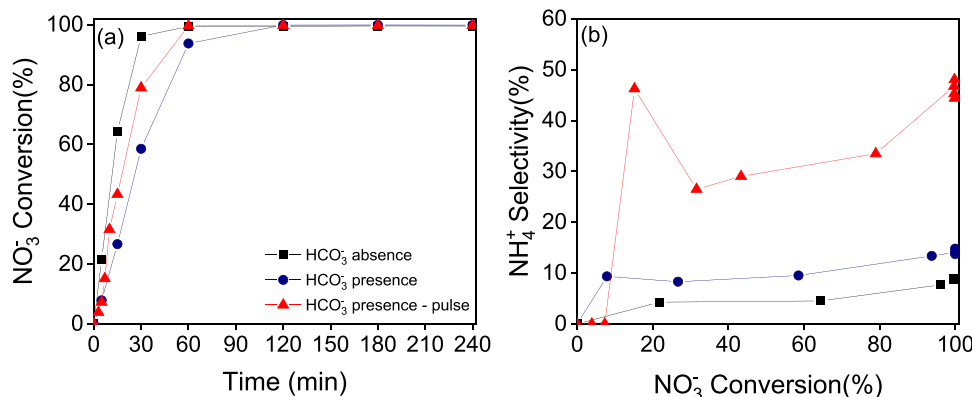 (a)
NO₃⁻ Conversion(%)
100
80
60
40
20
0
HCO₃⁻ absence
HCO₃⁻ presence
HCO₃⁻ presence - pulse
0 30 60 90 120 150 180 210 240
Time (min)
(b)
NH₄⁺ Selectivity(%)
60
50
40
30
20
10
0
0 20 40 60 80 100
NO₃⁻ Conversion(%)